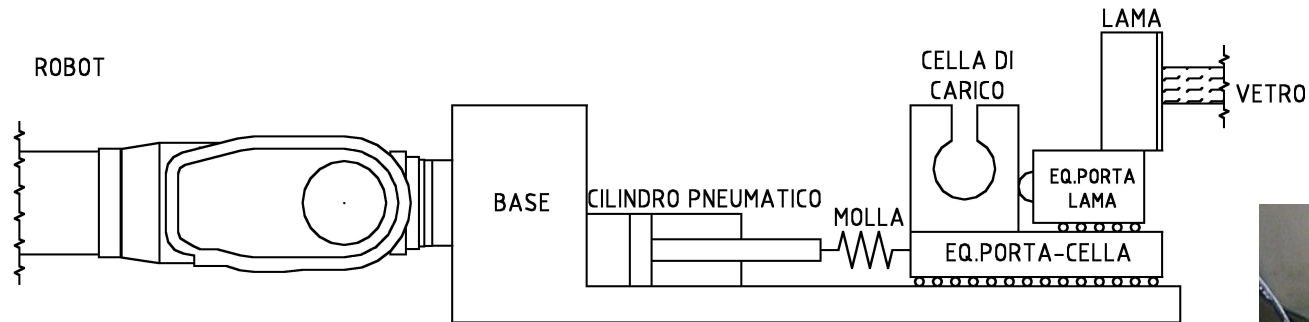 ROBOT
BASE
CILINDRO PNEUMATICO
MOLLA
CELLA DI
CARICO
EQ.PORTA-CELLA
EQ.PORTA
LAMA
LAMA
VETRO